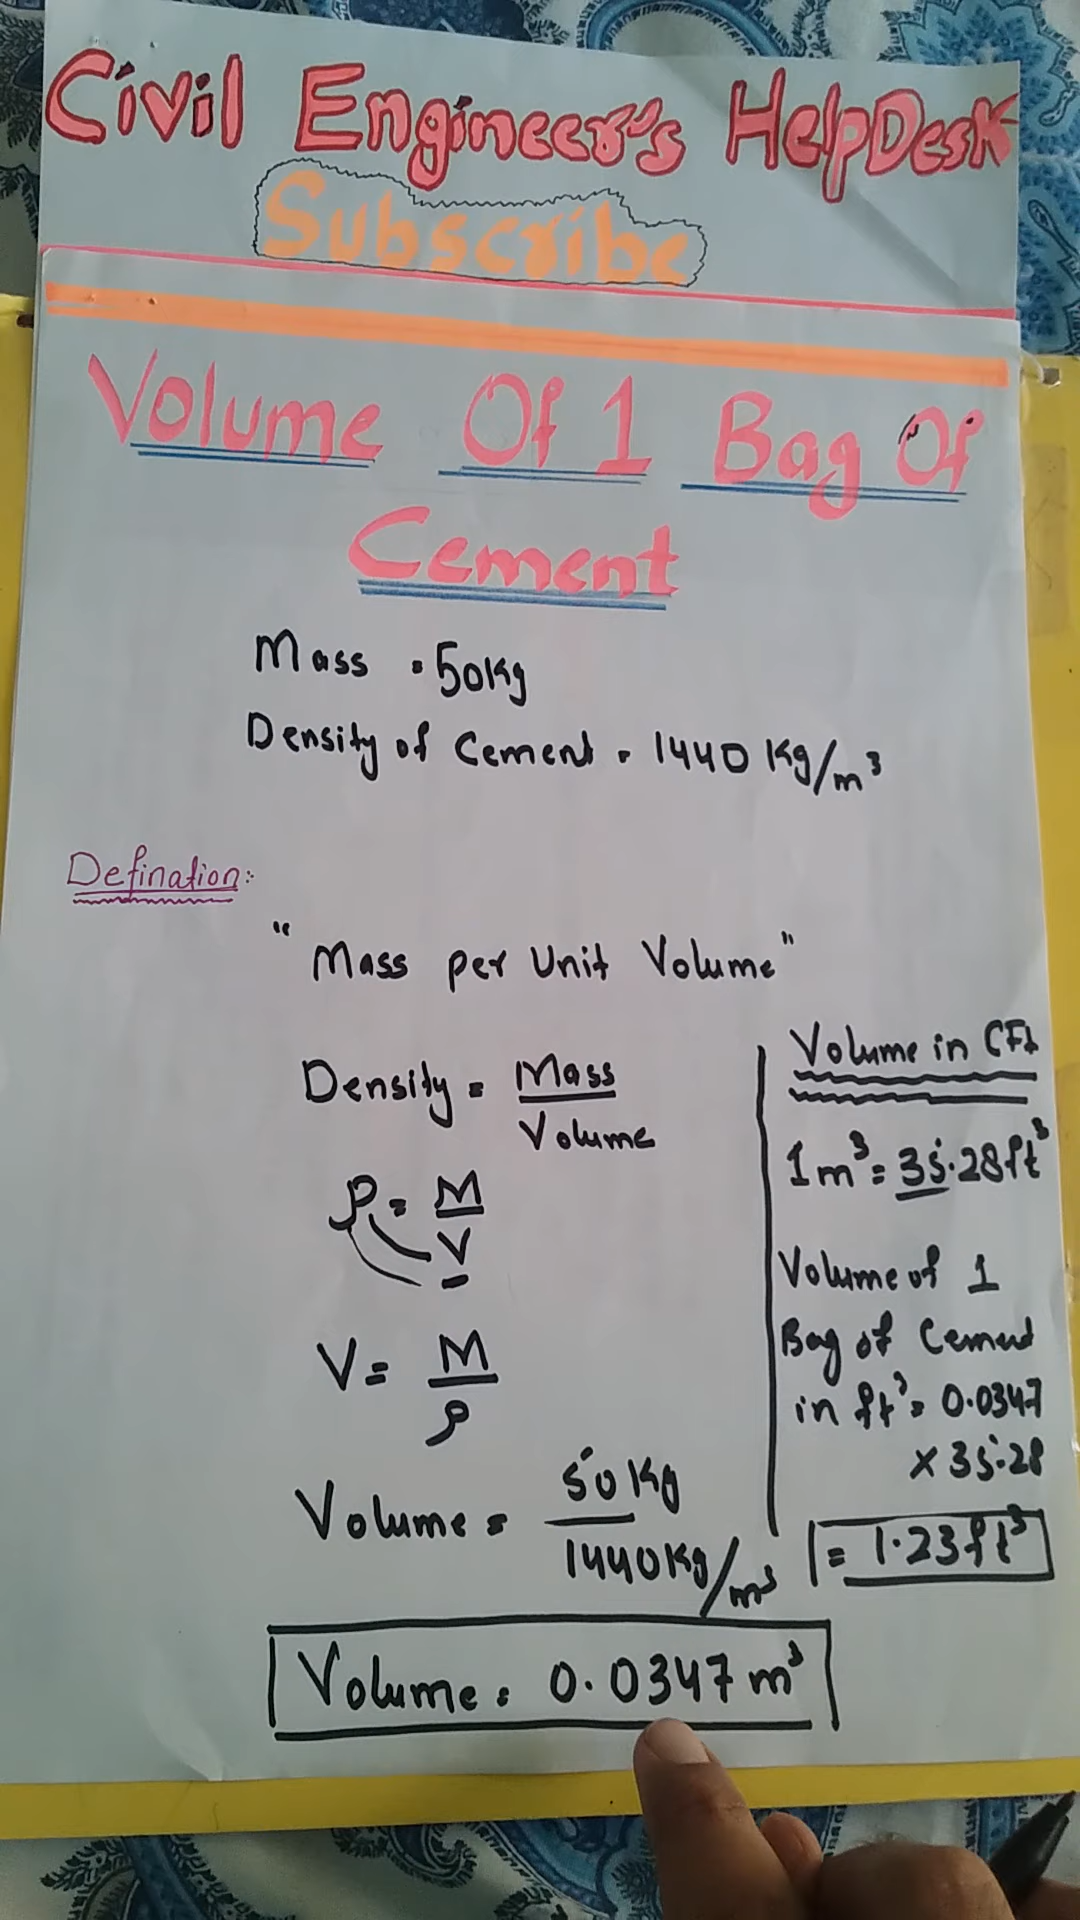 Civil Engineer's HelpDesk
Subscribe
Volume Of 1 Bag Of
Cement
Mass = 50Kg
Density of Cement = 1440 Kg/m³
Defination:
"Mass per Unit Volume"
Density = Mass
Volume
ρ = M
V
V = M
ρ
Volume = 50Kg
1440Kg/m³
Volume = 0.0347 m³
Volume in CFt
1m³ = 35.28ft³
Volume of 1
Bag of Cement
in ft³ = 0.0347
x 35.28
= 1.23ft³